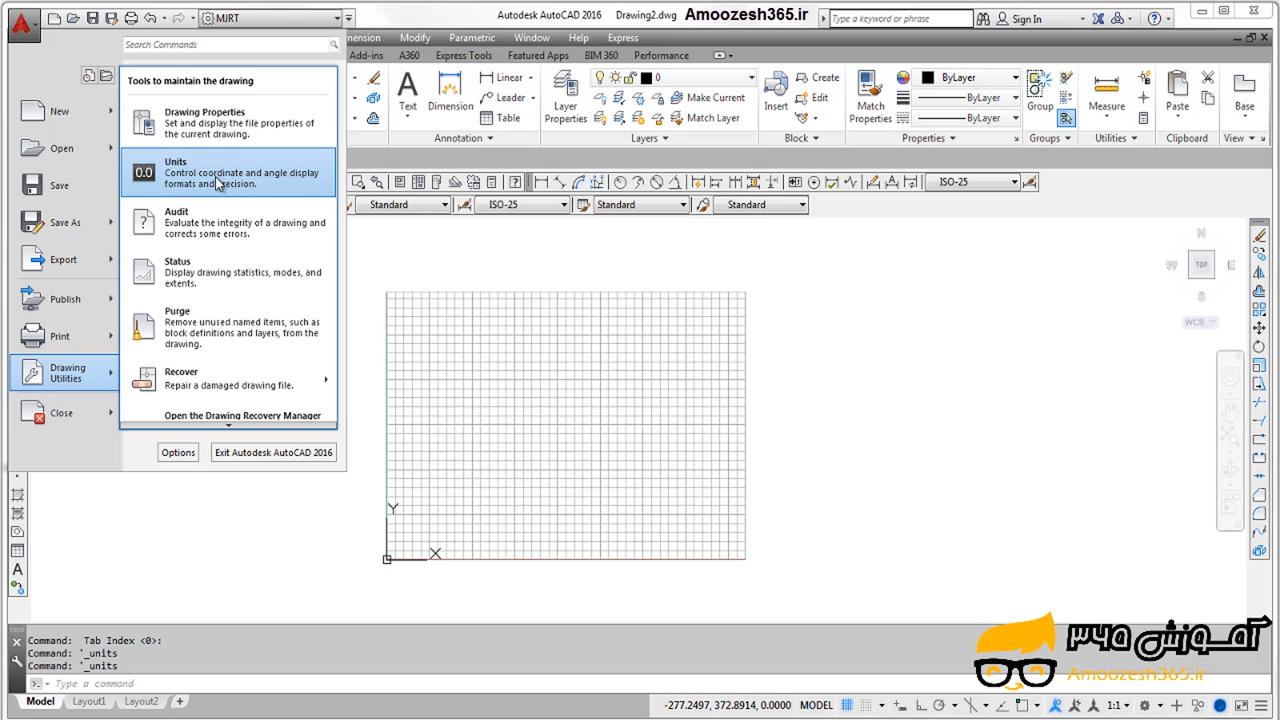 MJRT
Autodesk AutoCAD 2016 Drawing2.dwg
Amoozesh365.ir
Type a keyword or phrase
Sign In
Search Commands
Modify Parametric Window Help Express
Add-ins A360 Express Tools Featured Apps BIM 360 Performance
Tools to maintain the drawing
Drawing Properties
Set and display the file properties of
the current drawing.
Units
Control coordinate and angle display
Audit
Evaluate the integrity of a drawing and
corrects some errors.
Status
Display drawing statistics, modes, and
extents.
Purge
Remove unused named items, such as
block definitions and layers, from the
drawing.
Recover
Repair a damaged drawing file.
Open the Drawing Recovery Manager
New
Open
Save
Save As
Export
Publish
Print
Drawing
Utilities
Close
Options
Exit Autodesk AutoCAD 2016
Text
Dimension
Linear
Leader
Table
Annotation
Layer
Properties
0
Make Current
Match Layer
Layers
Insert
Create
Edit
Block
Match
Properties
ByLayer
ByLayer
ByLayer
Properties
Group
Groups
Measure
Utilities
Paste
Clipboard
Base
ISO-25
Standard
ISO-25
Standard
Standard
N
W
TOP
E
S
WCS
Y
X
Command: Tab Index <0>:
Command: '_units
Command: '_units
Type a command
Model Layout1 Layout2 +
-277.2497, 372.8914, 0.0000 MODEL
1:1
آموزش ۳۶۵
Amoozesh365.ir